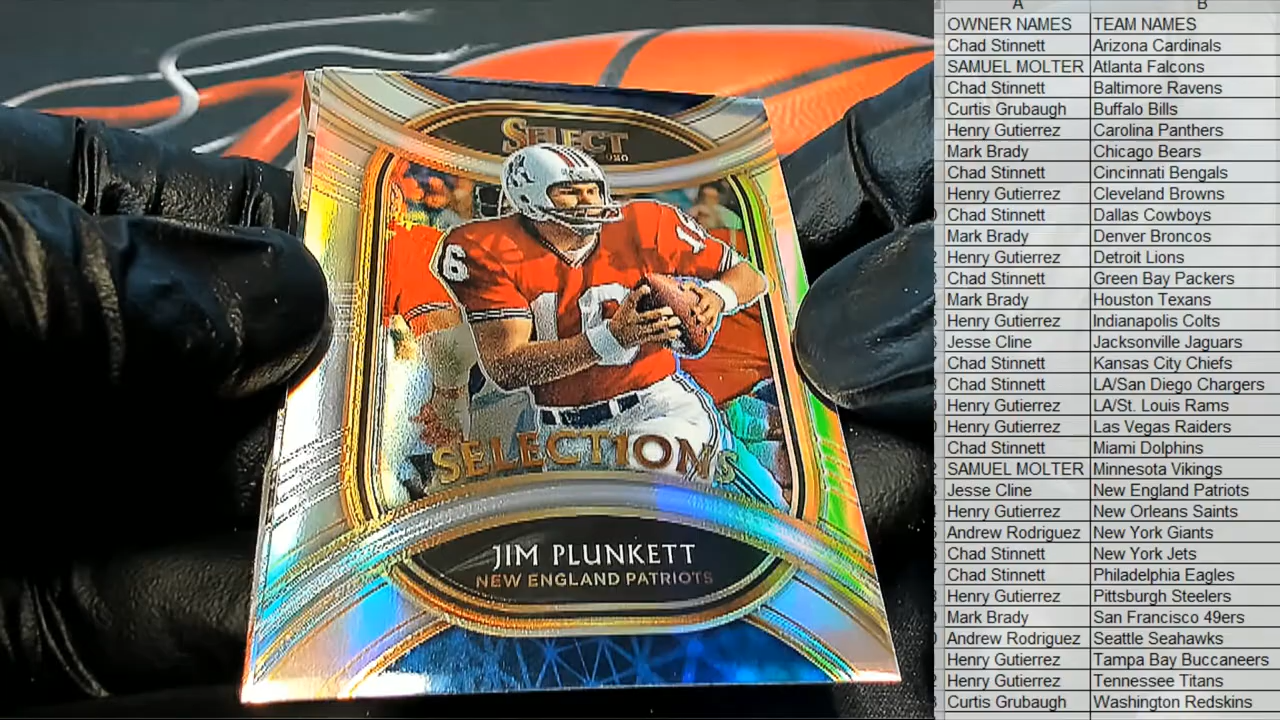 SELECT
2020
16
16
16
SELECTIONS
JIM PLUNKETT
NEW ENGLAND PATRIOTS
A B
OWNER NAMES TEAM NAMES
Chad Stinnett Arizona Cardinals
SAMUEL MOLTER Atlanta Falcons
Chad Stinnett Baltimore Ravens
Curtis Grubaugh Buffalo Bills
Henry Gutierrez Carolina Panthers
Mark Brady Chicago Bears
Chad Stinnett Cincinnati Bengals
Henry Gutierrez Cleveland Browns
Chad Stinnett Dallas Cowboys
Mark Brady Denver Broncos
Henry Gutierrez Detroit Lions
Chad Stinnett Green Bay Packers
Mark Brady Houston Texans
Henry Gutierrez Indianapolis Colts
Jesse Cline Jacksonville Jaguars
Chad Stinnett Kansas City Chiefs
Chad Stinnett LA/San Diego Chargers
Henry Gutierrez LA/St. Louis Rams
Henry Gutierrez Las Vegas Raiders
Chad Stinnett Miami Dolphins
SAMUEL MOLTER Minnesota Vikings
Jesse Cline New England Patriots
Henry Gutierrez New Orleans Saints
Andrew Rodriguez New York Giants
Chad Stinnett New York Jets
Chad Stinnett Philadelphia Eagles
Henry Gutierrez Pittsburgh Steelers
Mark Brady San Francisco 49ers
Andrew Rodriguez Seattle Seahawks
Henry Gutierrez Tampa Bay Buccaneers
Henry Gutierrez Tennessee Titans
Curtis Grubaugh Washington Redskins